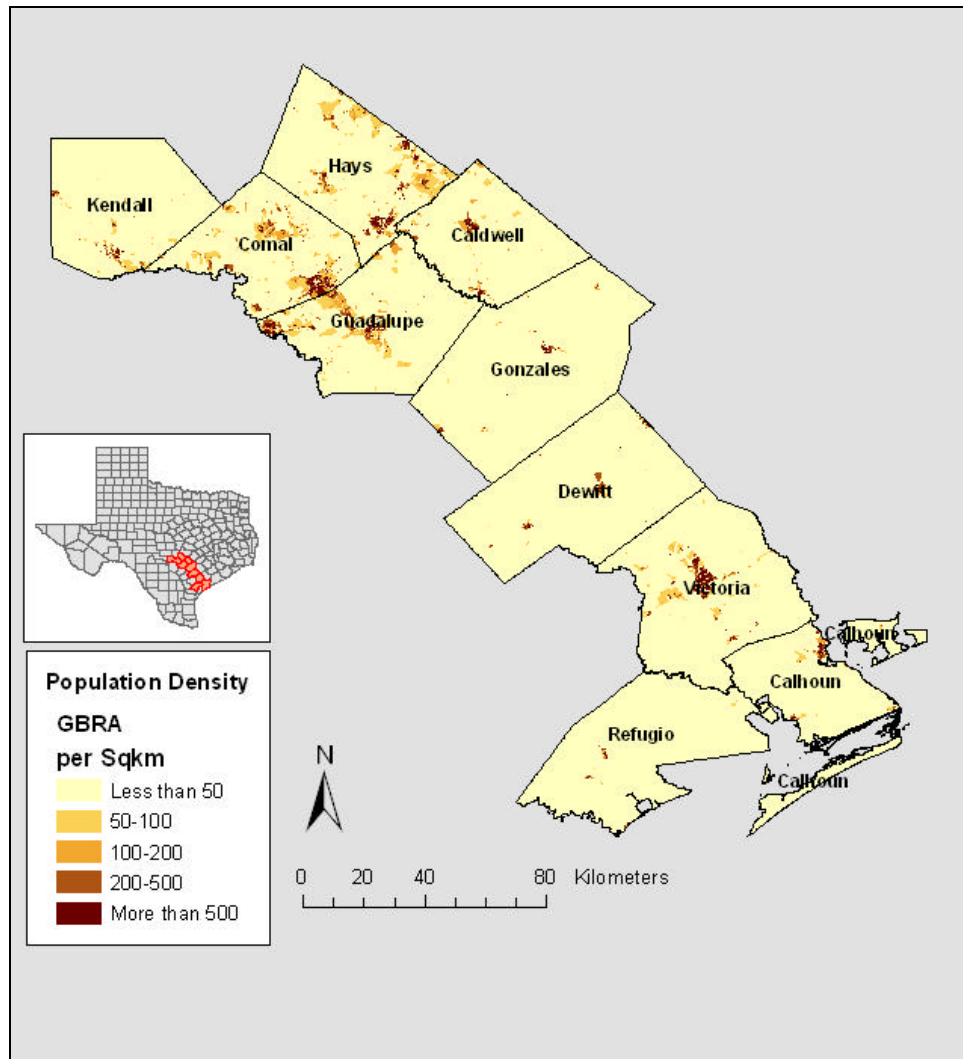 Hays
Kendall
Caldwell
Comal
Guadalupe
Gonzales
Dewitt
Victoria
Calhoun
Calhoun
Refugio
Calhoun
Population Density
GBRA
per Sqkm
Less than 50
50-100
100-200
200-500
More than 500
N
0 20 40 80 Kilometers